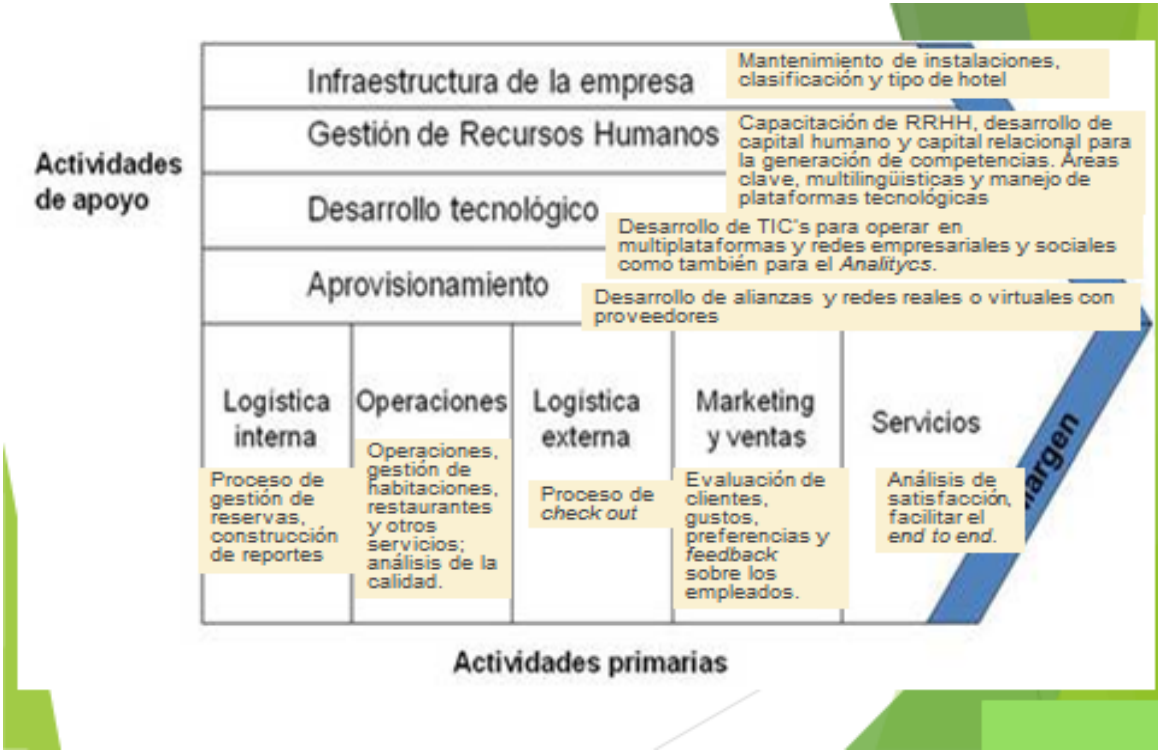 Infraestructura de la empresa
Mantenimiento de instalaciones,
clasificación y tipo de hotel
Gestión de Recursos Humanos
Capacitación de RRHH, desarrollo de
capital humano y capital relacional para
la generación de competencias. Áreas
clave, multilingüisticas y manejo de
plataformas tecnológicas
Actividades
de apoyo
Desarrollo tecnológico
Desarrollo de TIC's para operar en
multiplataformas y redes empresariales y sociales
como también para el Analitycs.
Aprovisionamiento
Desarrollo de alianzas y redes reales o virtuales con
proveedores
Logística
interna
Proceso de
gestión de
reservas,
construcción
de reportes
Operaciones
Operaciones,
gestión de
habitaciones,
restaurantes
y otros
servicios;
análisis de la
calidad.
Logística
externa
Proceso de
check out
Marketing
y ventas
Evaluación de
clientes,
gustos,
preferencias y
feedback
sobre los
empleados.
Servicios
Análisis de
satisfacción,
facilitar el
end to end.
argen
Actividades primarias